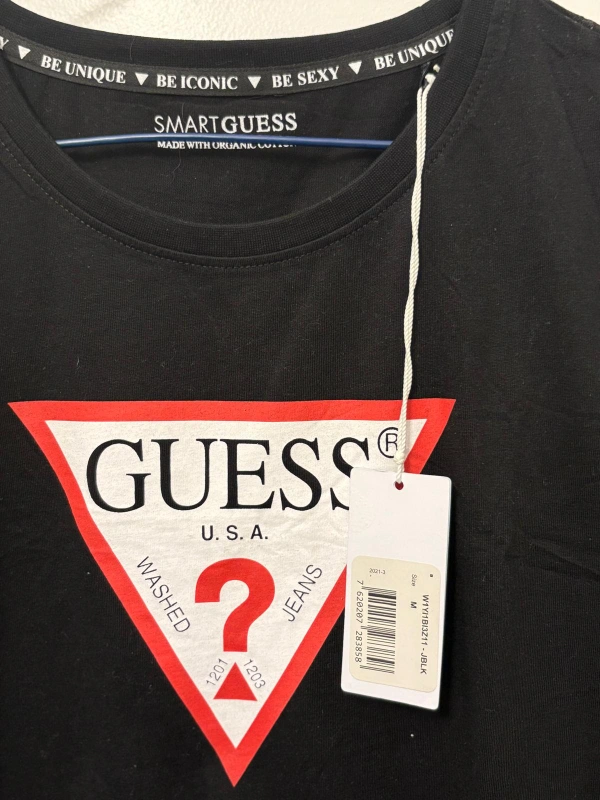 Y ▼ BE UNIQUE ▼ BE ICONIC ▼ BE SEXY ▼ BE UNIQUE
SMARTGUESS
MADE WITH ORGANIC COTTON
GUESS®
U. S. A.
WASHED ? JEANS
1201 1203
2021-3
7 620207 283858
Size M
W1YI1BI3Z11 - JBLK